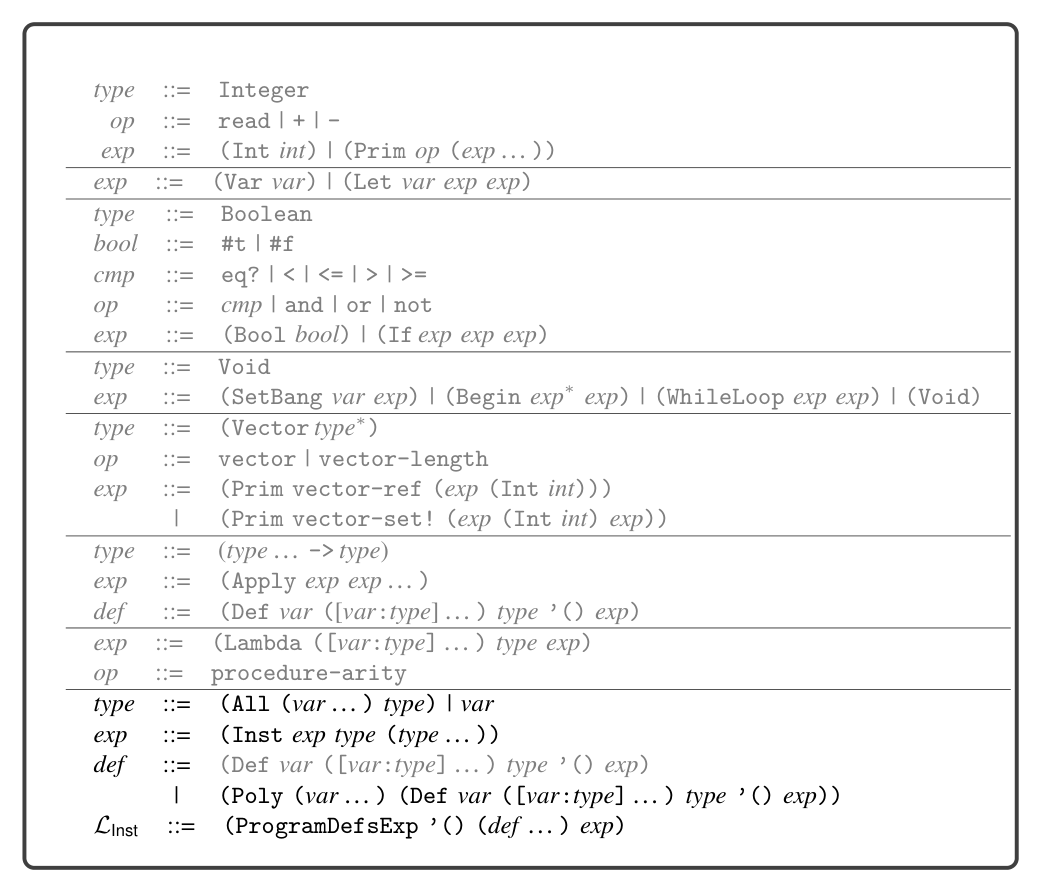 type ::= Integer
op ::= read | + | -
exp ::= (Int int) | (Prim op (exp…))
exp ::= (Var var) | (Let var exp exp)
type ::= Boolean
bool ::= #t | #f
cmp ::= eq? | < | <= | > | >=
op ::= cmp | and | or | not
exp ::= (Bool bool) | (If exp exp exp)
type ::= Void
exp ::= (SetBang var exp) | (Begin exp* exp) | (WhileLoop exp exp) | (Void)
type ::= (Vector type*)
op ::= vector | vector-length
exp ::= (Prim vector-ref (exp (Int int)))
| (Prim vector-set! (exp (Int int) exp))
type ::= (type… -> type)
exp ::= (Apply exp exp…)
def ::= (Def var ([var:type]…) type '() exp)
exp ::= (Lambda ([var:type]…) type exp)
op ::= procedure-arity
type ::= (All (var…) type) | var
exp ::= (Inst exp type (type…))
def ::= (Def var ([var:type]…) type '() exp)
| (Poly (var…) (Def var ([var:type]…) type '() exp))
ℒInst ::= (ProgramDefsExp '() (def…) exp)